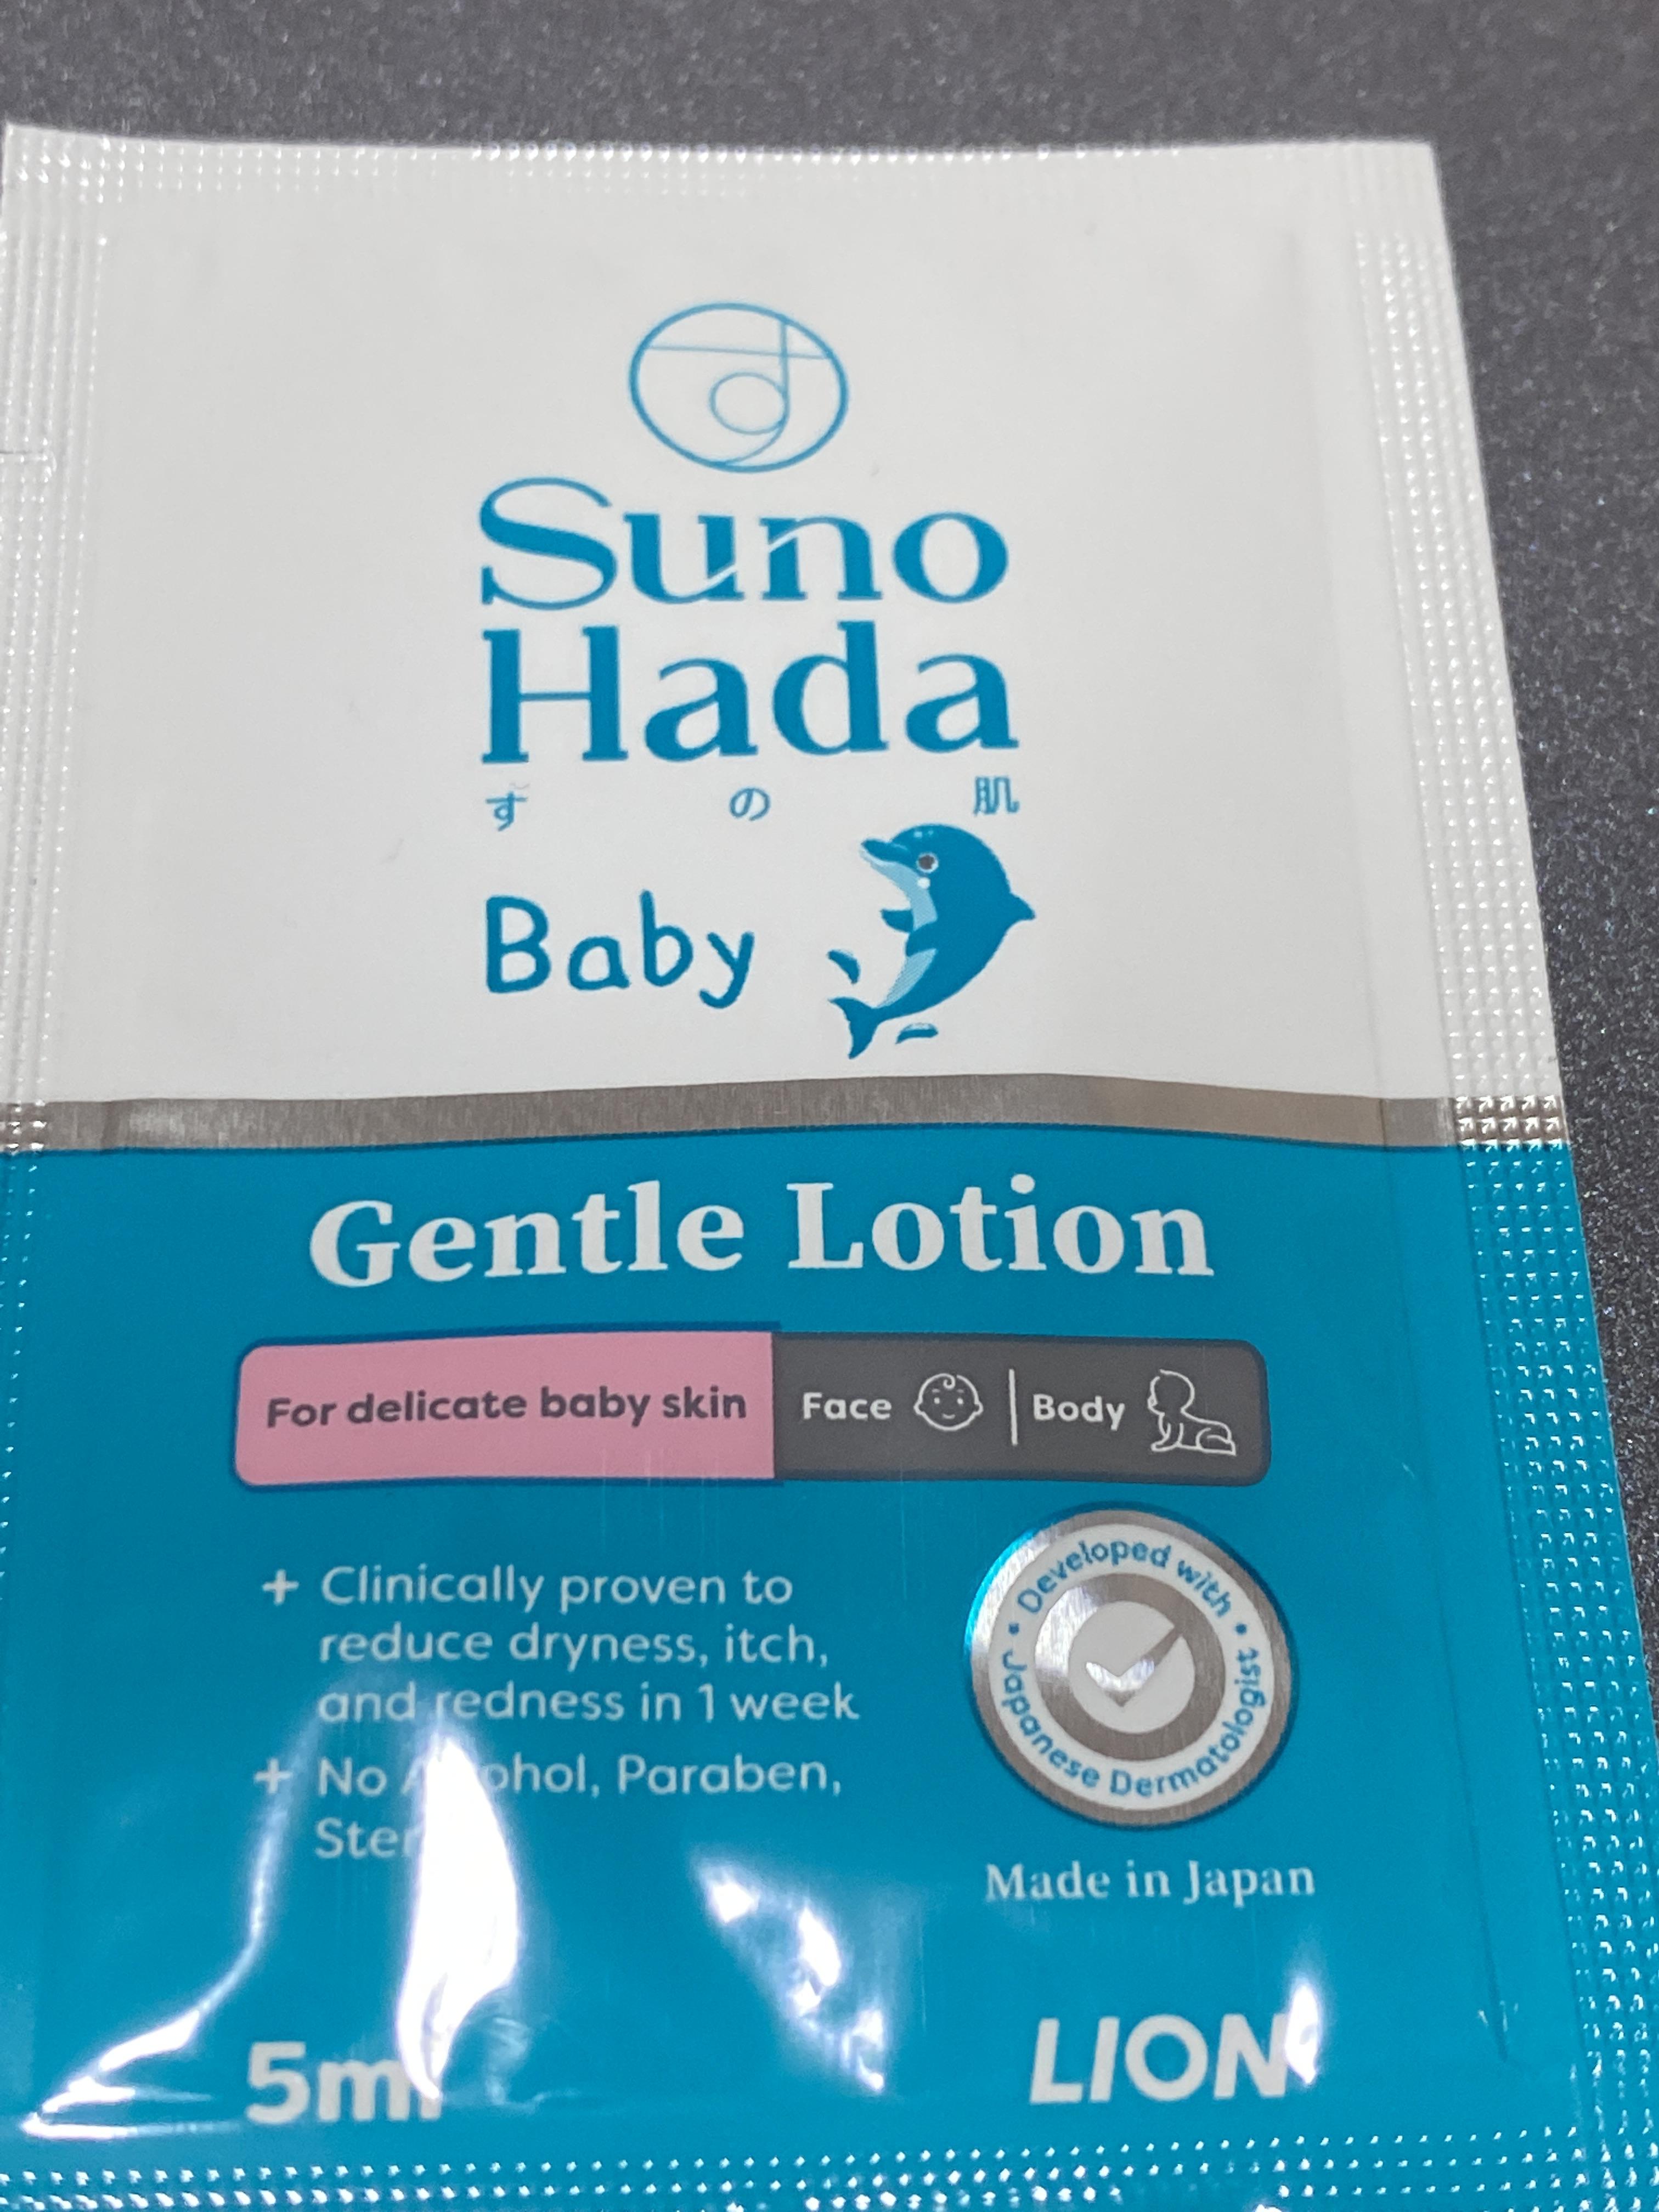 Suno
Hada
すの肌
Baby
Gentle Lotion
For delicate baby skin
Face | Body
+ Clinically proven to
reduce dryness, itch,
and redness in 1 week
+ No Paraben,
Developed with
Japanese Dermatologist
Made in Japan
5ml
LION